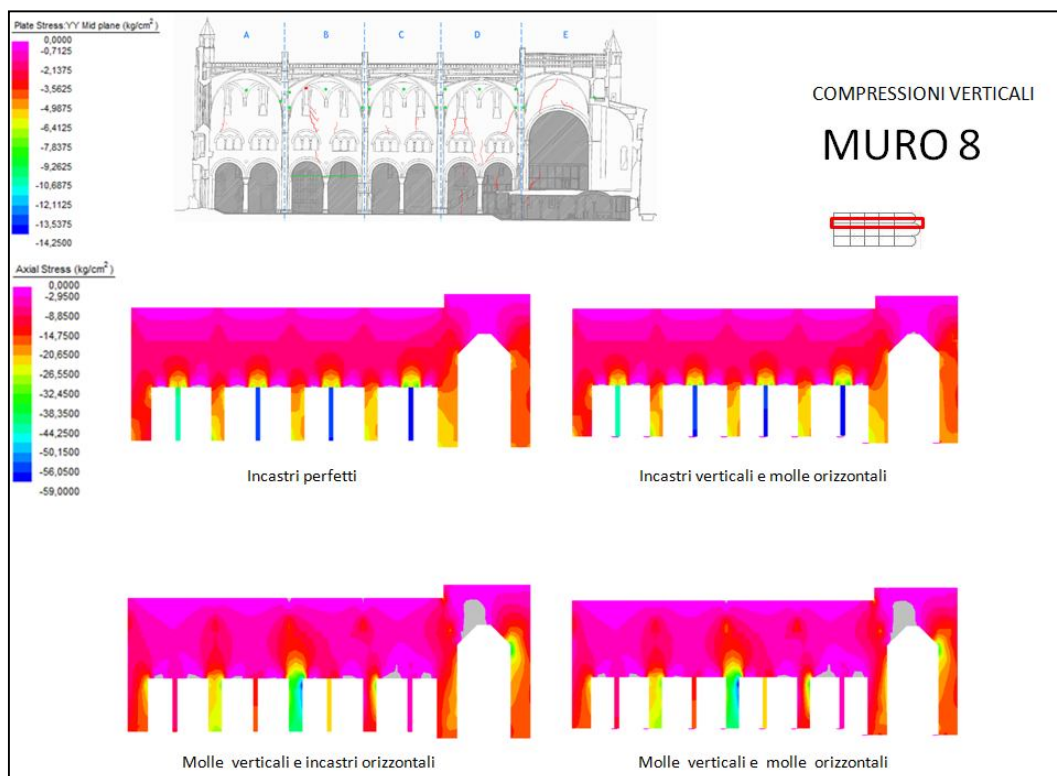 Plate Stress:YY Mid plane (kg/cm²)
0,0000
-0,7125
-2,1375
-3,5625
-4,9875
-6,4125
-7,8375
-9,2625
-10,6875
-12,1125
-13,5375
-14,2500
A B C D E
COMPRESSIONI VERTICALI
MURO 8
Axial Stress (kg/cm²)
0,0000
-2,9500
-8,8500
-14,7500
-20,6500
-26,5500
-32,4500
-38,3500
-44,2500
-50,1500
-56,0500
-59,0000
Incastri perfetti
Incastri verticali e molle orizzontali
Molle verticali e incastri orizzontali
Molle verticali e molle orizzontali